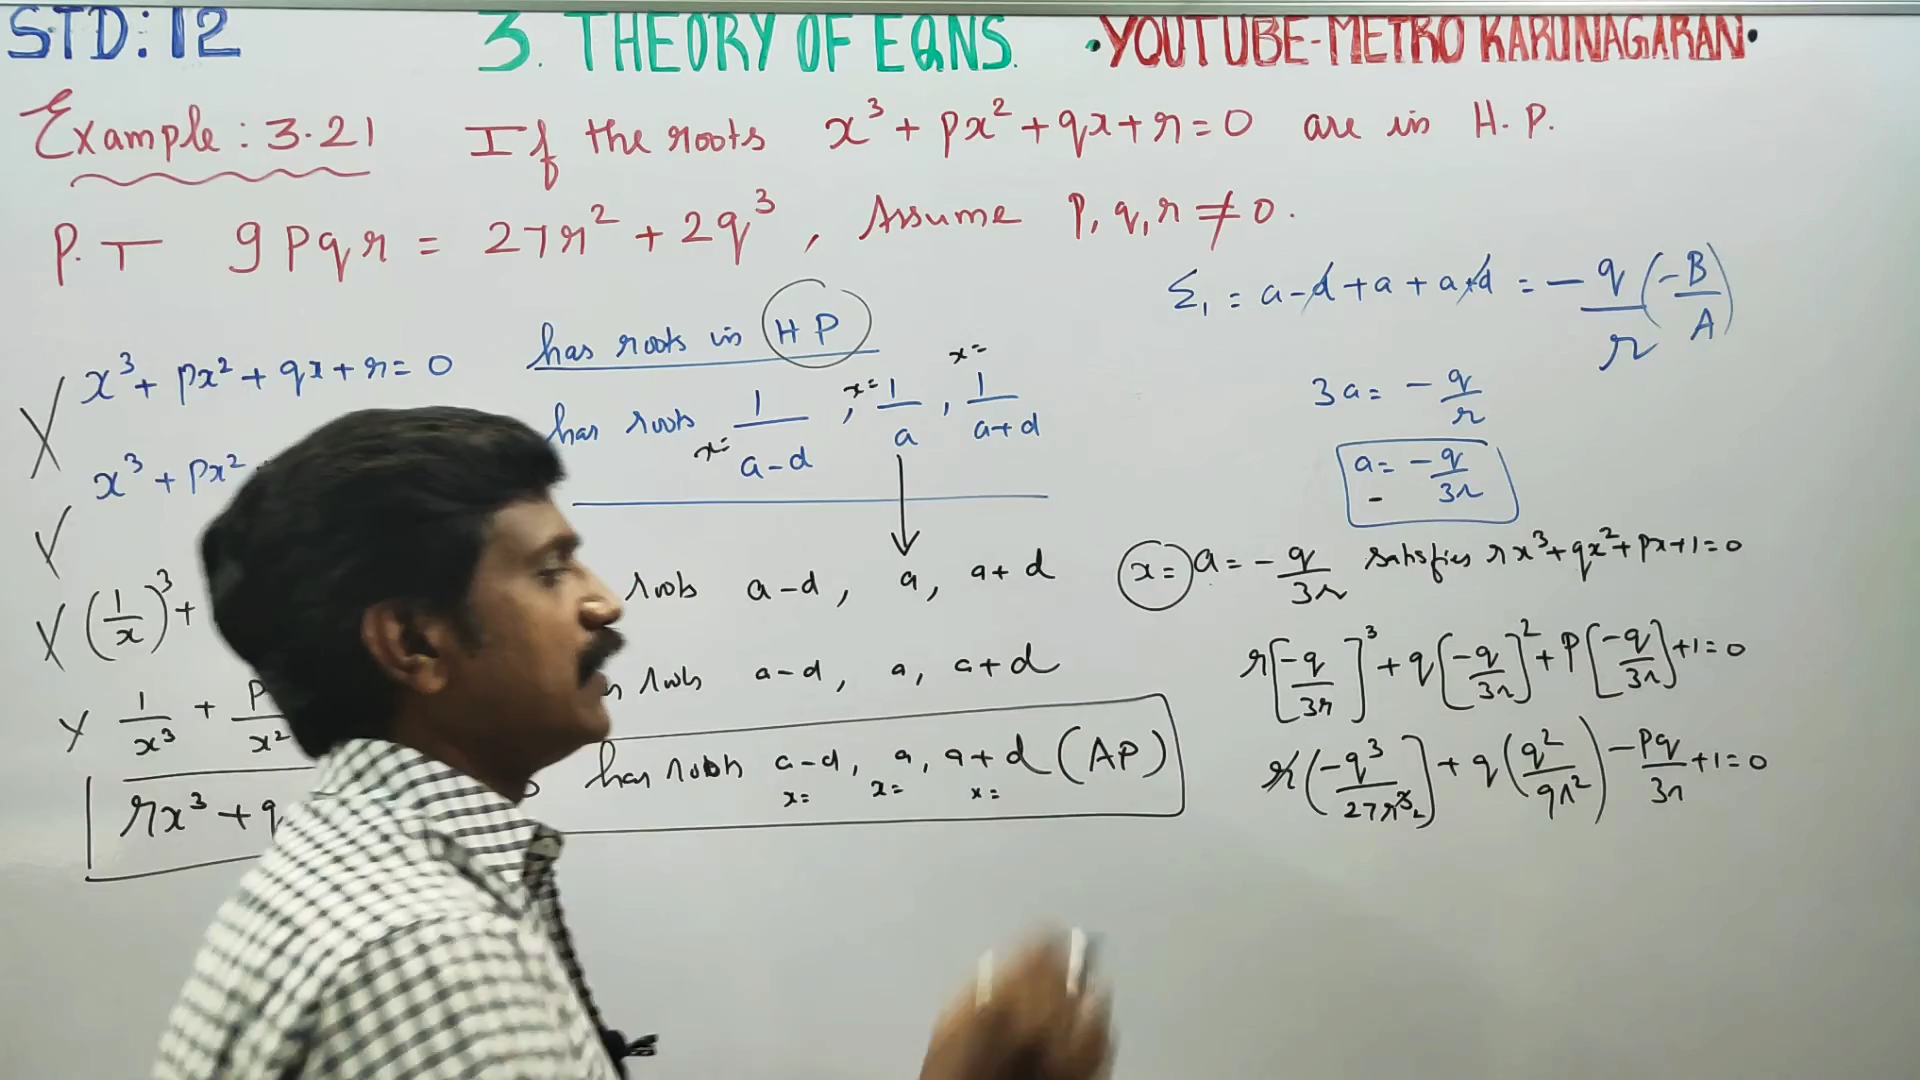 STD: 12 3. THEORY OF EQNS. •YOUTUBE-METRO KARUNAGARAN•
Example: 3.21 If the roots x³ + px² + qx + r = 0 are in H.P.
P.T 9pqr = 27r² + 2q³, Assume p, q, r ≠ 0.
x³ + px² + qx + r = 0 has roots in HP
x³ + px² has roots x= 1/(a-d), x= 1/a, x= 1/(a+d)
(1/x)³ + roots a-d, a, a+d
1/x³ + p/x² roots a-d, a, a+d
rx³ + q has roots a-d, a, a+d (AP)
x= x= x=
Σ₁ = a-d + a + a+d = -q/r (-B/A)
3a = -q/r
a = -q/3r
x= a = -q/3r satisfies rx³+qx²+px+1=0
r[-q/3r]³ + q[-q/3r]² + p[-q/3r] +1=0
r(-q³/27r³₂) + q(q²/9r²) - pq/3r +1=0